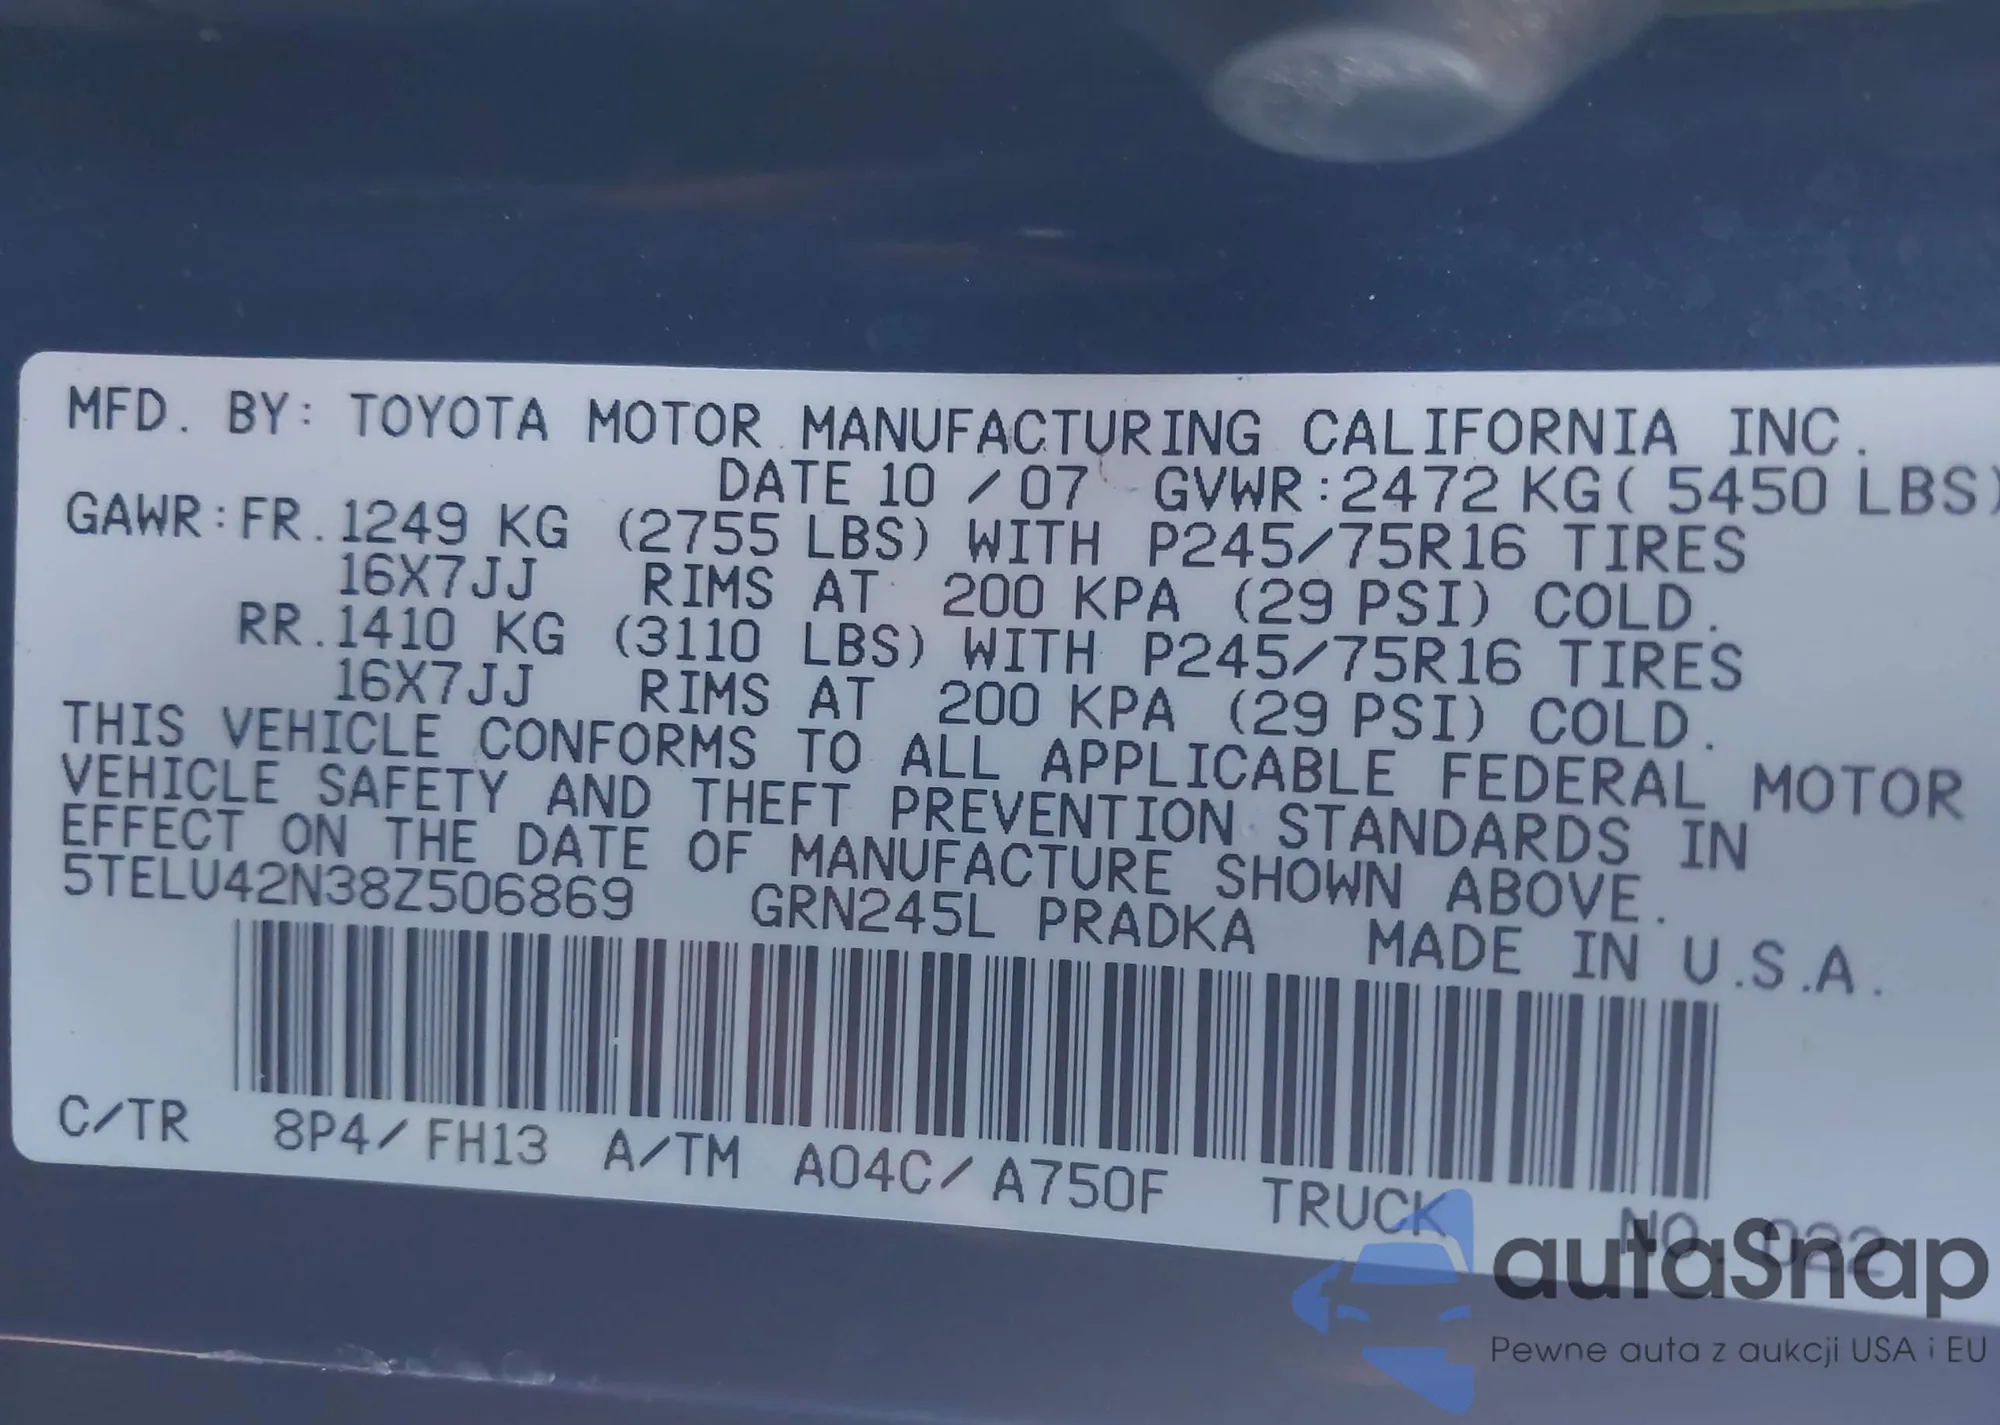 MFD. BY: TOYOTA MOTOR MANUFACTURING CALIFORNIA INC.
DATE 10 / 07 GVWR:2472 KG( 5450 LBS)
GAWR:FR.1249 KG (2755 LBS) WITH P245/75R16 TIRES
16X7JJ RIMS AT 200 KPA (29 PSI) COLD.
RR.1410 KG (3110 LBS) WITH P245/75R16 TIRES
16X7JJ RIMS AT 200 KPA (29 PSI) COLD.
THIS VEHICLE CONFORMS TO ALL APPLICABLE FEDERAL MOTOR
VEHICLE SAFETY AND THEFT PREVENTION STANDARDS IN
EFFECT ON THE DATE OF MANUFACTURE SHOWN ABOVE.
5TELU42N38Z506869 GRN245L PRADKA MADE IN U.S.A.
C/TR 8P4/FH13 A/TM A04C/A750F TRUCK NO. 022
autaSnap
Pewne auta z aukcji USA i EU